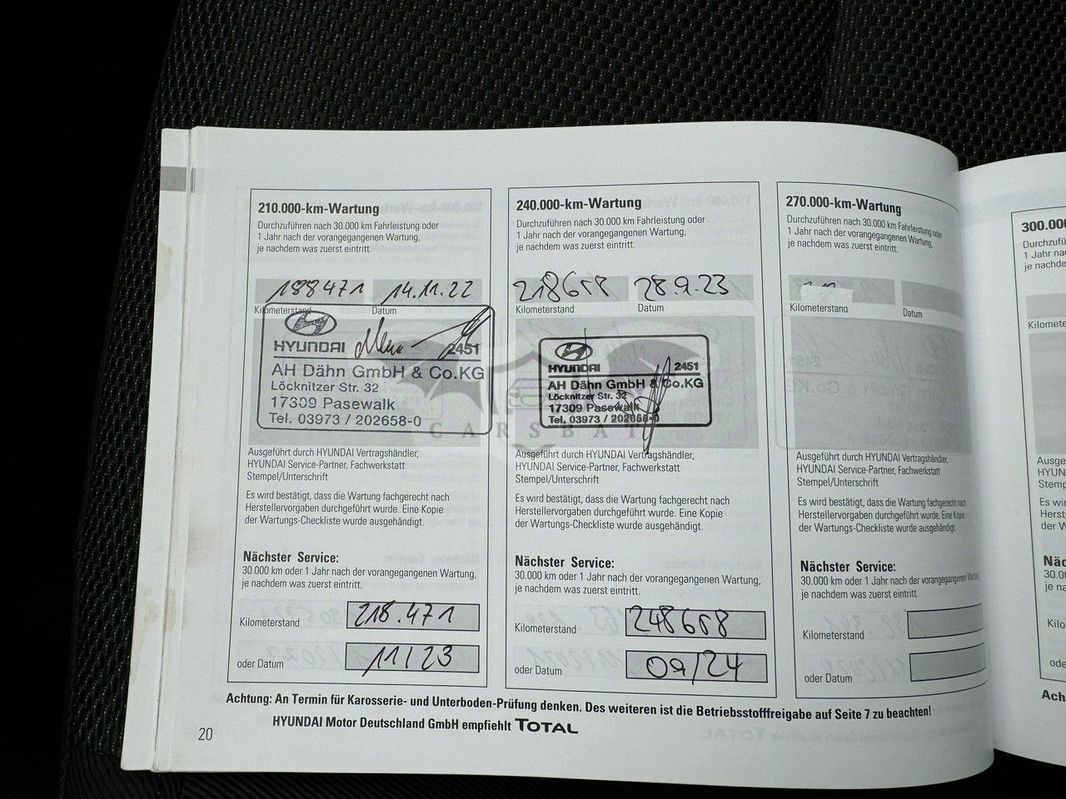 210.000-km-Wartung
Durchzuführen nach 30.000 km Fahrleistung oder
1 Jahr nach der vorangegangenen Wartung,
je nachdem was zuerst eintritt.
188471 14.11.22
Kilometerstand Datum
HYUNDAI 2451
AH Dähn GmbH & Co.KG
Löcknitzer Str. 32
17309 Pasewalk
Tel. 03973 / 202658-0
Ausgeführt durch HYUNDAI Vertragshändler,
HYUNDAI Service-Partner, Fachwerkstatt
Stempel/Unterschrift
Es wird bestätigt, dass die Wartung fachgerecht nach
Herstellervorgaben durchgeführt wurde. Eine Kopie
der Wartungs-Checkliste wurde ausgehändigt.
Nächster Service:
30.000 km oder 1 Jahr nach der vorangegangenen Wartung,
je nachdem was zuerst eintritt.
Kilometerstand 218.471
oder Datum 11/23
240.000-km-Wartung
Durchzuführen nach 30.000 km Fahrleistung oder
1 Jahr nach der vorangegangenen Wartung,
je nachdem was zuerst eintritt.
218658 28.9.23
Kilometerstand Datum
HYUNDAI 2451
AH Dähn GmbH & Co.KG
Löcknitzer Str. 32
17309 Pasewalk
Tel. 03973 / 202658-0
CARSBAT
Ausgeführt durch HYUNDAI Vertragshändler,
HYUNDAI Service-Partner, Fachwerkstatt
Stempel/Unterschrift
Es wird bestätigt, dass die Wartung fachgerecht nach
Herstellervorgaben durchgeführt wurde. Eine Kopie
der Wartungs-Checkliste wurde ausgehändigt.
Nächster Service:
30.000 km oder 1 Jahr nach der vorangegangenen Wartung,
je nachdem was zuerst eintritt.
Kilometerstand 248658
oder Datum 09/24
270.000-km-Wartung
Durchzuführen nach 30.000 km Fahrleistung oder
1 Jahr nach der vorangegangenen Wartung,
je nachdem was zuerst eintritt.
Kilometerstand Datum
Ausgeführt durch HYUNDAI Vertragshändler,
HYUNDAI Service-Partner, Fachwerkstatt
Stempel/Unterschrift
Es wird bestätigt, dass die Wartung fachgerecht nach
Herstellervorgaben durchgeführt wurde. Eine Kopie
der Wartungs-Checkliste wurde ausgehändigt.
Nächster Service:
30.000 km oder 1 Jahr nach der vorangegangenen Wartung,
je nachdem was zuerst eintritt.
Kilometerstand
oder Datum
Achtung: An Termin für Karosserie- und Unterboden-Prüfung denken. Des weiteren ist die Betriebsstofffreigabe auf Seite 7 zu beachten!
HYUNDAI Motor Deutschland GmbH empfiehlt TOTAL
20